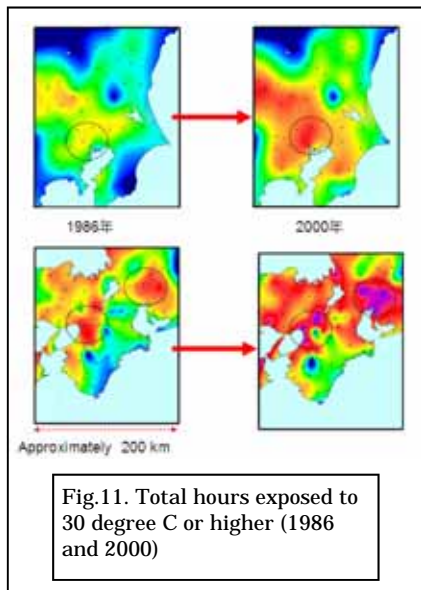 1986年
2000年
Approximately 200 km
Fig.11. Total hours exposed to
30 degree C or higher (1986
and 2000)